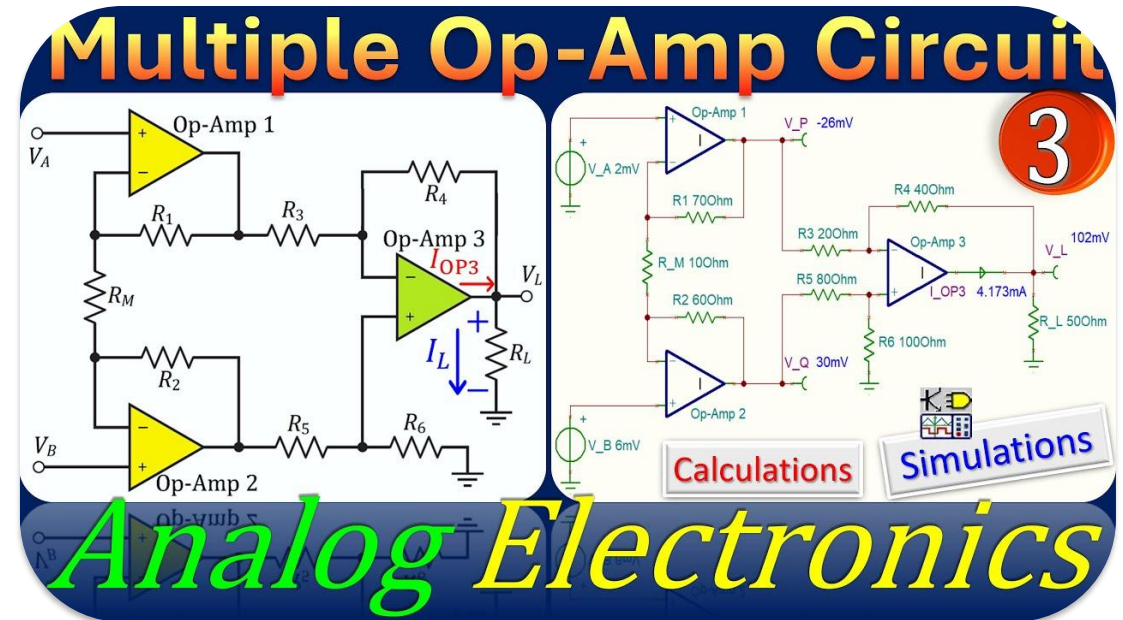 Multiple Op-Amp Circuit
3
Op-Amp 1
+
V_A
−
R_1
R_3
R_4
Op-Amp 3
I_OP3
V_L
−
+
+
R_M
I_L
R_L
−
R_2
R_5
R_6
V_B
−
+
Op-Amp 2
Op-Amp 1
V_P -26mV
+
V_A 2mV
R1 70Ohm
R4 40Ohm
R3 20Ohm
Op-Amp 3
102mV
V_L
R_M 10Ohm
R5 80Ohm
I_OP3 4.173mA
R2 60Ohm
R_L 50Ohm
R6 100Ohm
V_Q 30mV
Op-Amp 2
+
V_B 6mV
Calculations
Simulations
Analog Electronics